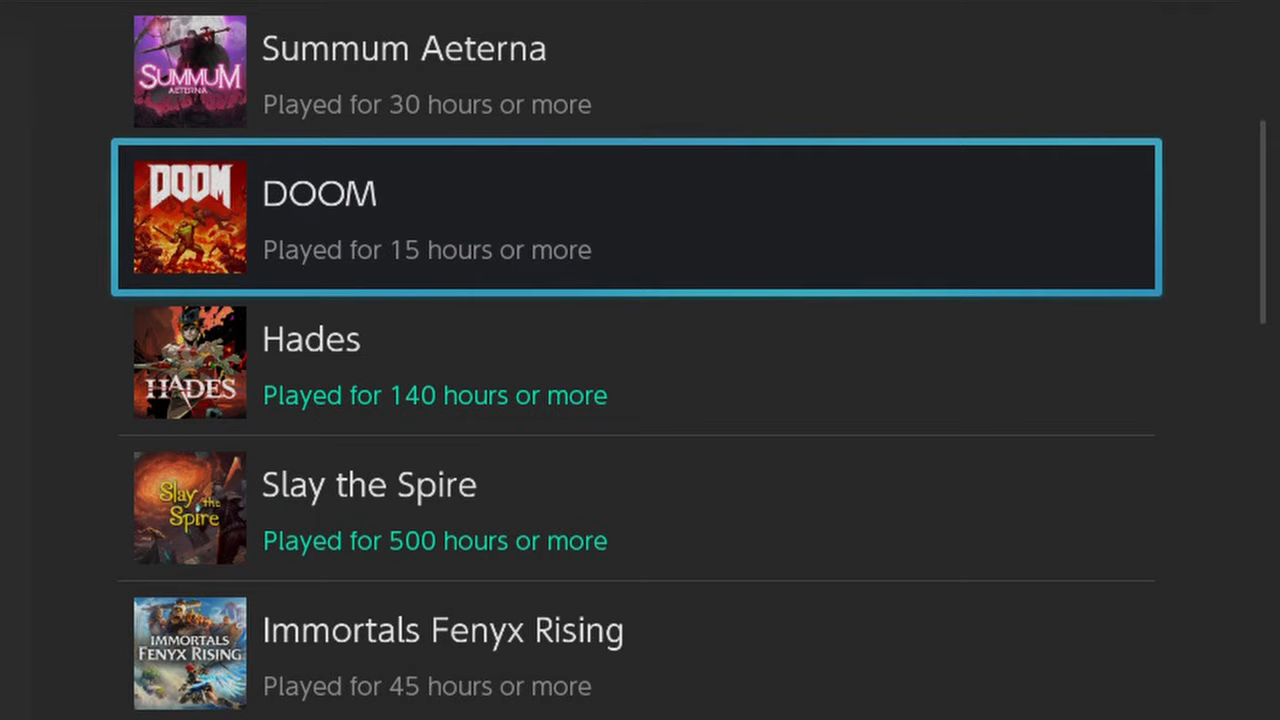 SUMMUM
AETERNA
Summum Aeterna
Played for 30 hours or more
DOOM
DOOM
Played for 15 hours or more
HADES
Hades
Played for 140 hours or more
Slay the
Spire
Slay the Spire
Played for 500 hours or more
IMMORTALS
FENYX RISING
Immortals Fenyx Rising
Played for 45 hours or more